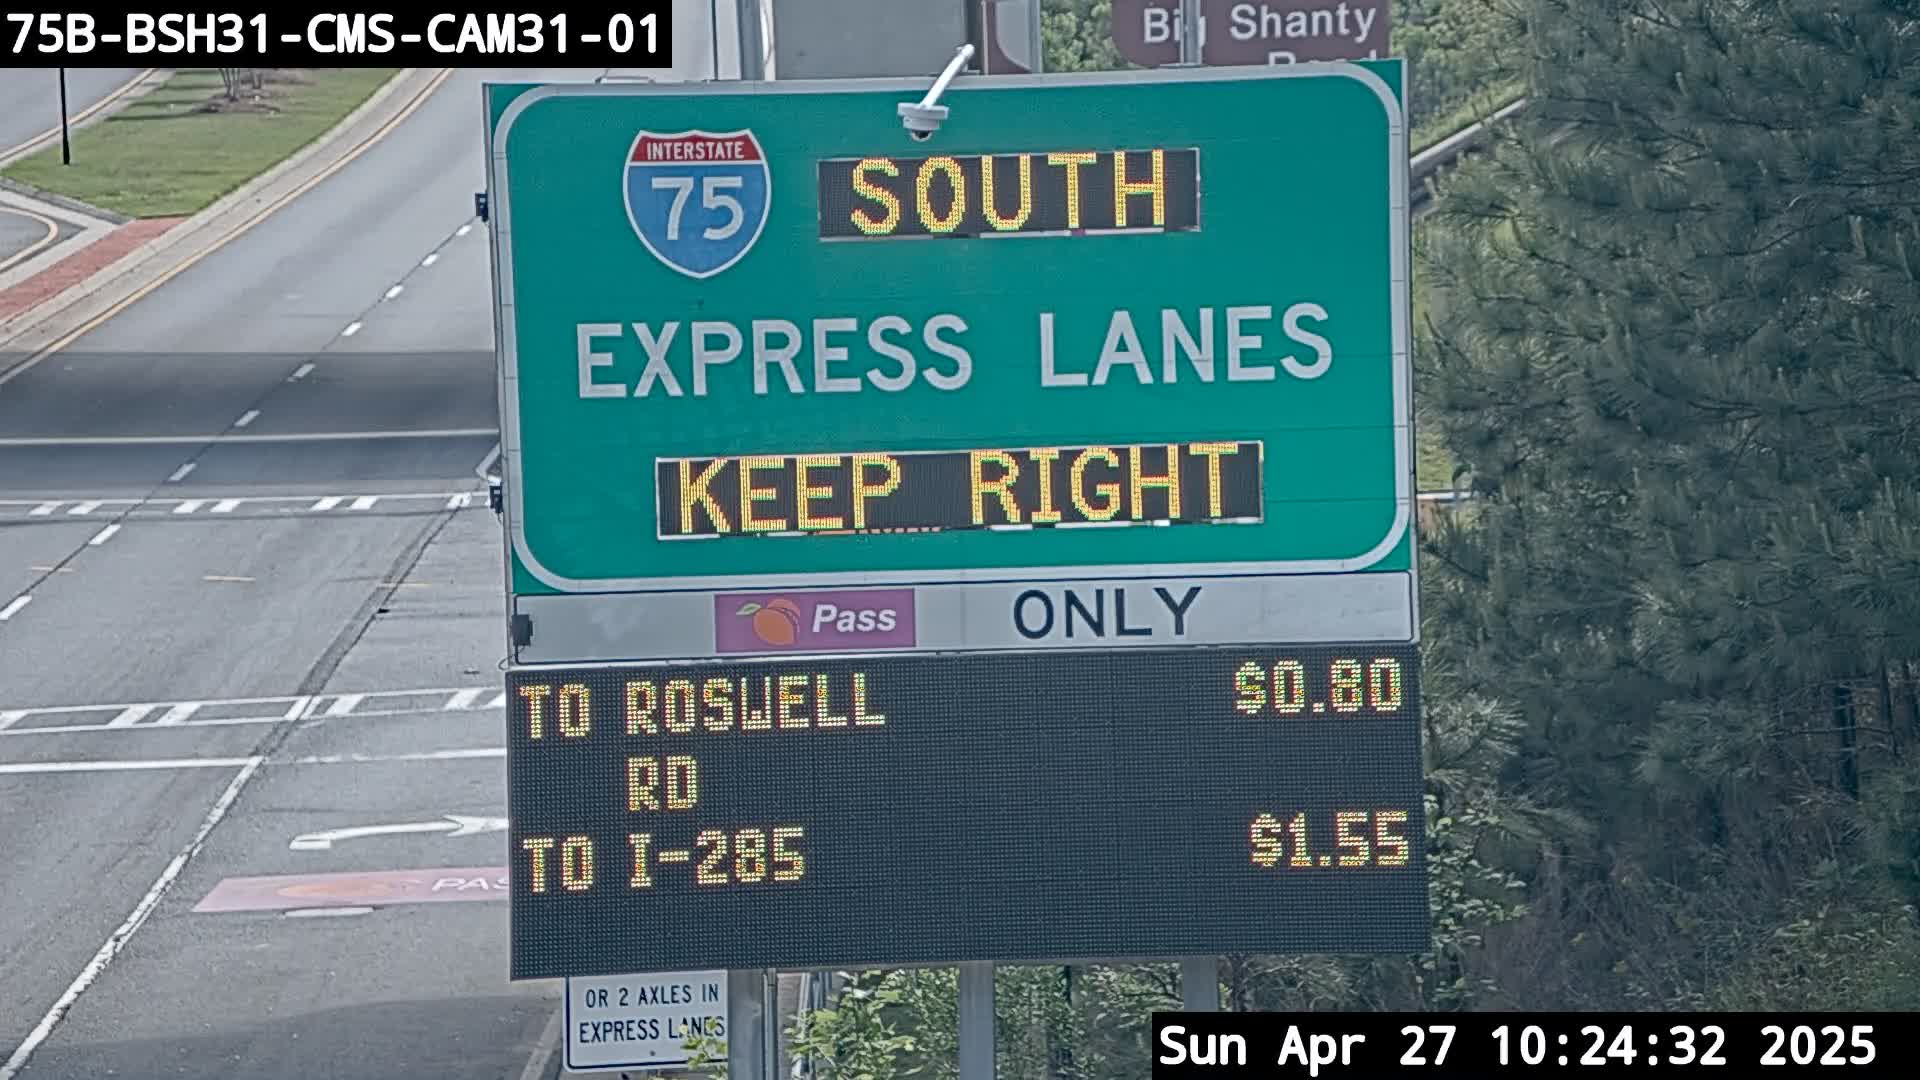 75B-BSH31-CMS-CAM31-01
Big Shanty
INTERSTATE
75
SOUTH
EXPRESS LANES
KEEP RIGHT
Pass ONLY
TO ROSWELL $0.80
RD
TO I-285 $1.55
OR 2 AXLES IN
EXPRESS LANES
Sun Apr 27 10:24:32 2025